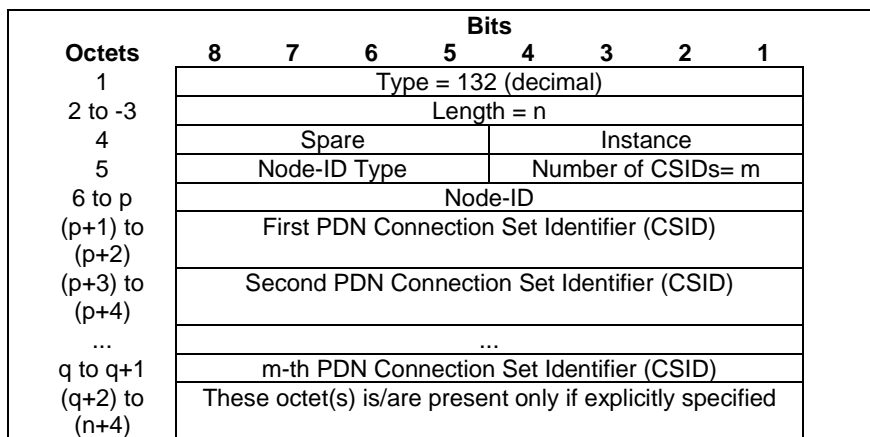 Bits
Octets 8 7 6 5 4 3 2 1
1 Type = 132 (decimal)
2 to -3 Length = n
4 Spare Instance
5 Node-ID Type Number of CSIDs= m
6 to p Node-ID
(p+1) to First PDN Connection Set Identifier (CSID)
(p+2)
(p+3) to Second PDN Connection Set Identifier (CSID)
(p+4)
... ...
q to q+1 m-th PDN Connection Set Identifier (CSID)
(q+2) to These octet(s) is/are present only if explicitly specified
(n+4)